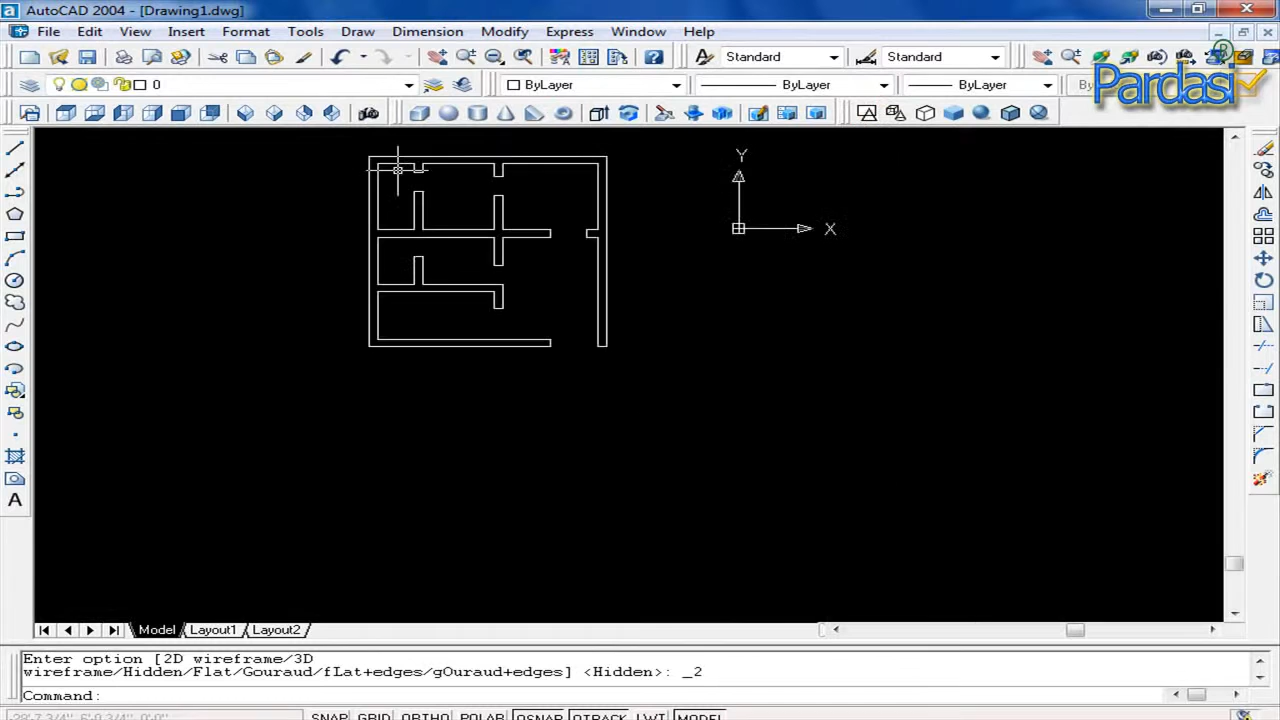 AutoCAD 2004 - [Drawing1.dwg]
File Edit View Insert Format Tools Draw Dimension Modify Express Window Help
Standard Standard
®
Pardasi
0 ByLayer ByLayer ByLayer By
Y
X
A
Model Layout1 Layout2
Enter option [2D wireframe/3D
wireframe/Hidden/Flat/Gouraud/fLat+edges/gOuraud+edges] <Hidden>: _2
Command:
SNAP GRID ORTHO POLAR OSNAP OTRACK LWT MODEL